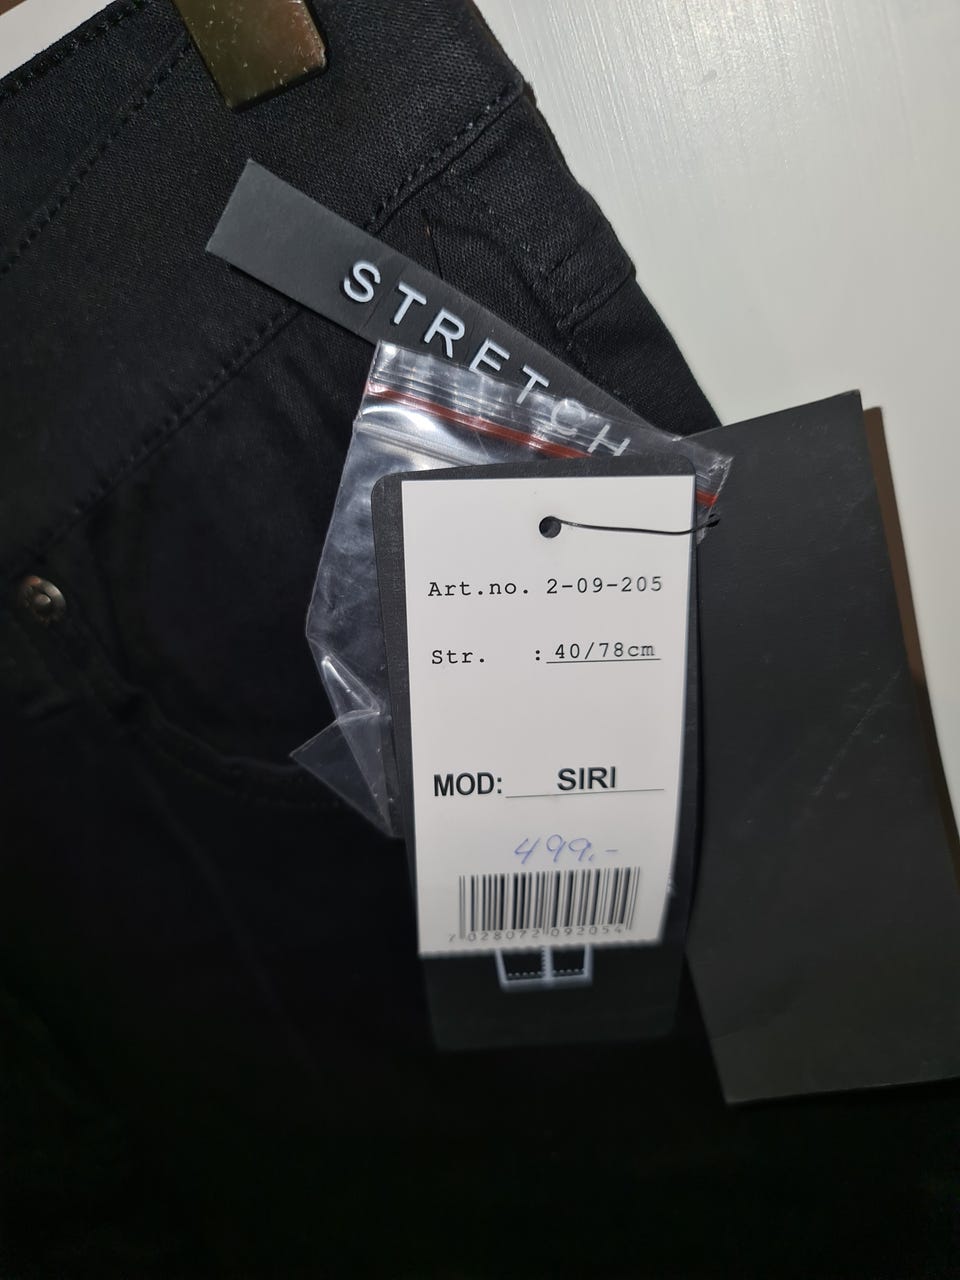 STRETCH
Art.no. 2-09-205
Str. : 40/78cm
MOD: SIRI
499.-
7 028072 092054